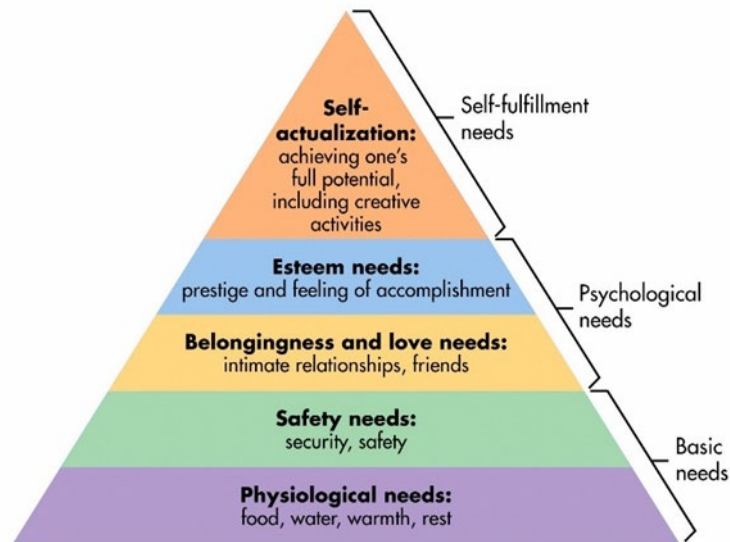 Self-
actualization:
achieving one's
full potential,
including creative
activities
Self-fulfillment
needs
Esteem needs:
prestige and feeling of accomplishment
Psychological
needs
Belongingness and love needs:
intimate relationships, friends
Safety needs:
security, safety
Basic
needs
Physiological needs:
food, water, warmth, rest